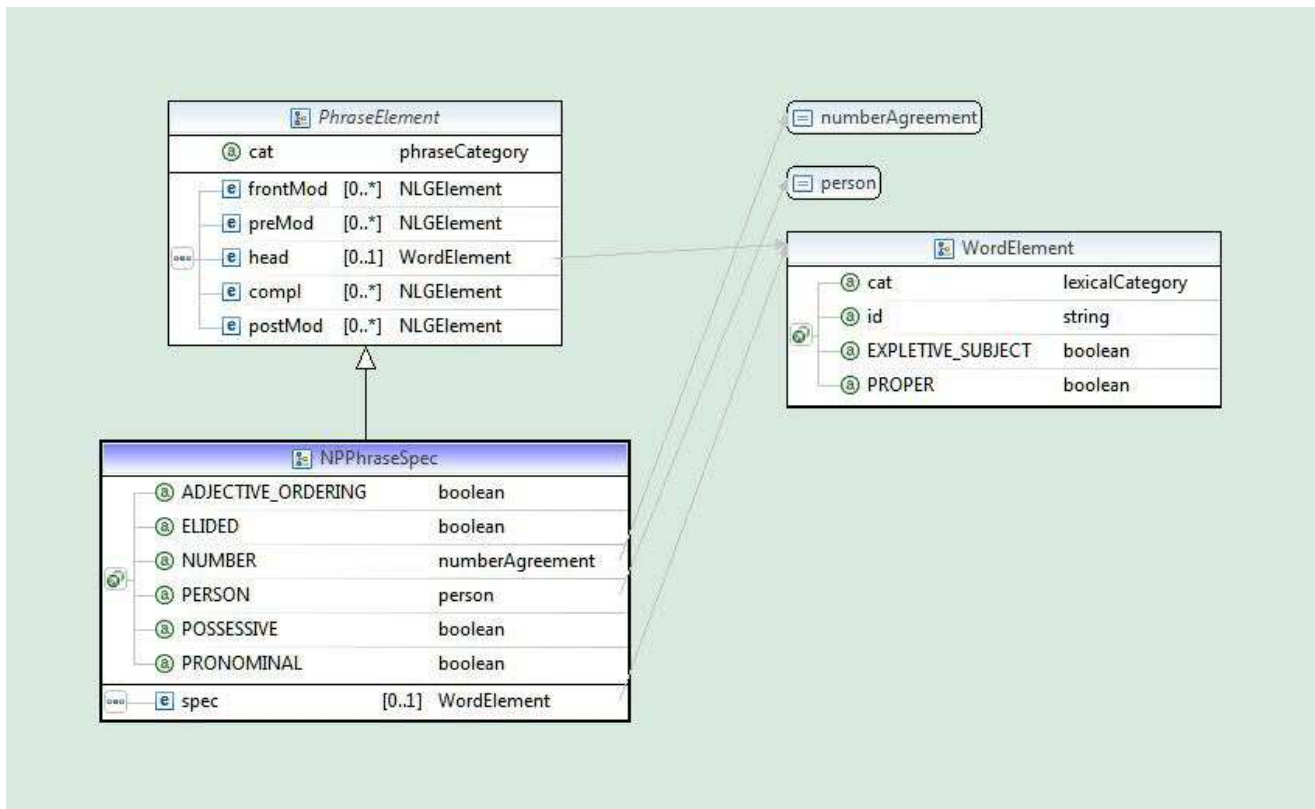 PhraseElement
cat phraseCategory
frontMod [0..*] NLGElement
preMod [0..*] NLGElement
head [0..1] WordElement
compl [0..*] NLGElement
postMod [0..*] NLGElement
numberAgreement
person
WordElement
cat lexicalCategory
id string
EXPLETIVE_SUBJECT boolean
PROPER boolean
NPPhraseSpec
ADJECTIVE_ORDERING boolean
ELIDED boolean
NUMBER numberAgreement
PERSON person
POSSESSIVE boolean
PRONOMINAL boolean
spec [0..1] WordElement